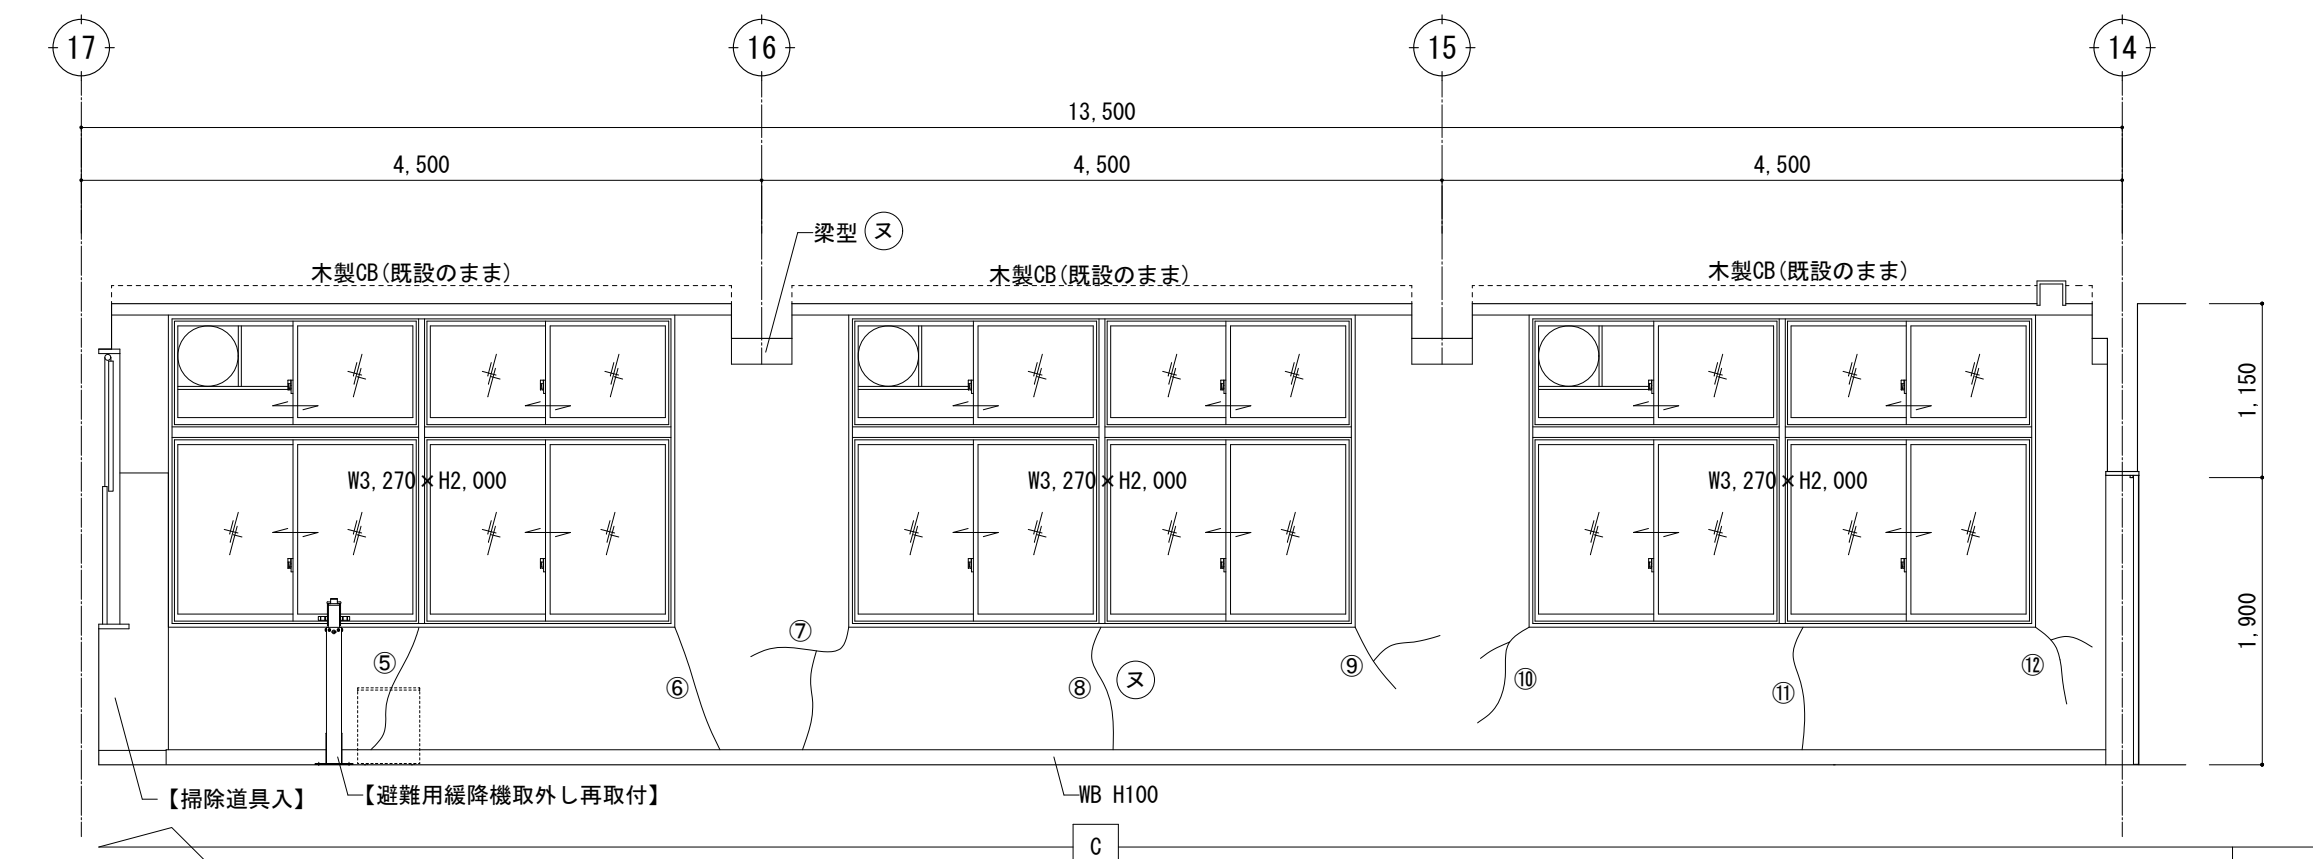 17
16
15
14
13,500
4,500
4,500
4,500
梁型 ヌ
木製CB(既設のまま)
木製CB(既設のまま)
木製CB(既設のまま)
1,150
W3,270×H2,000
W3,270×H2,000
W3,270×H2,000
1,900
⑤
⑥
⑦
⑧
ヌ
⑨
⑩
⑪
⑫
【掃除道具入】
【避難用緩降機取外し再取付】
WB H100
C